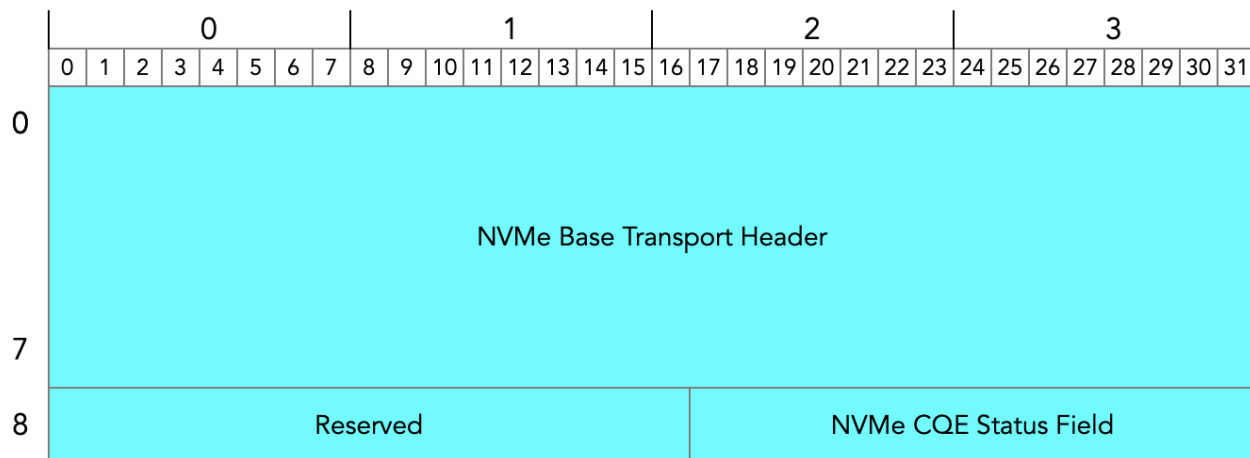 0 1 2 3
0 1 2 3 4 5 6 7 8 9 10 11 12 13 14 15 16 17 18 19 20 21 22 23 24 25 26 27 28 29 30 31
0
NVMe Base Transport Header
7
8 Reserved NVMe CQE Status Field